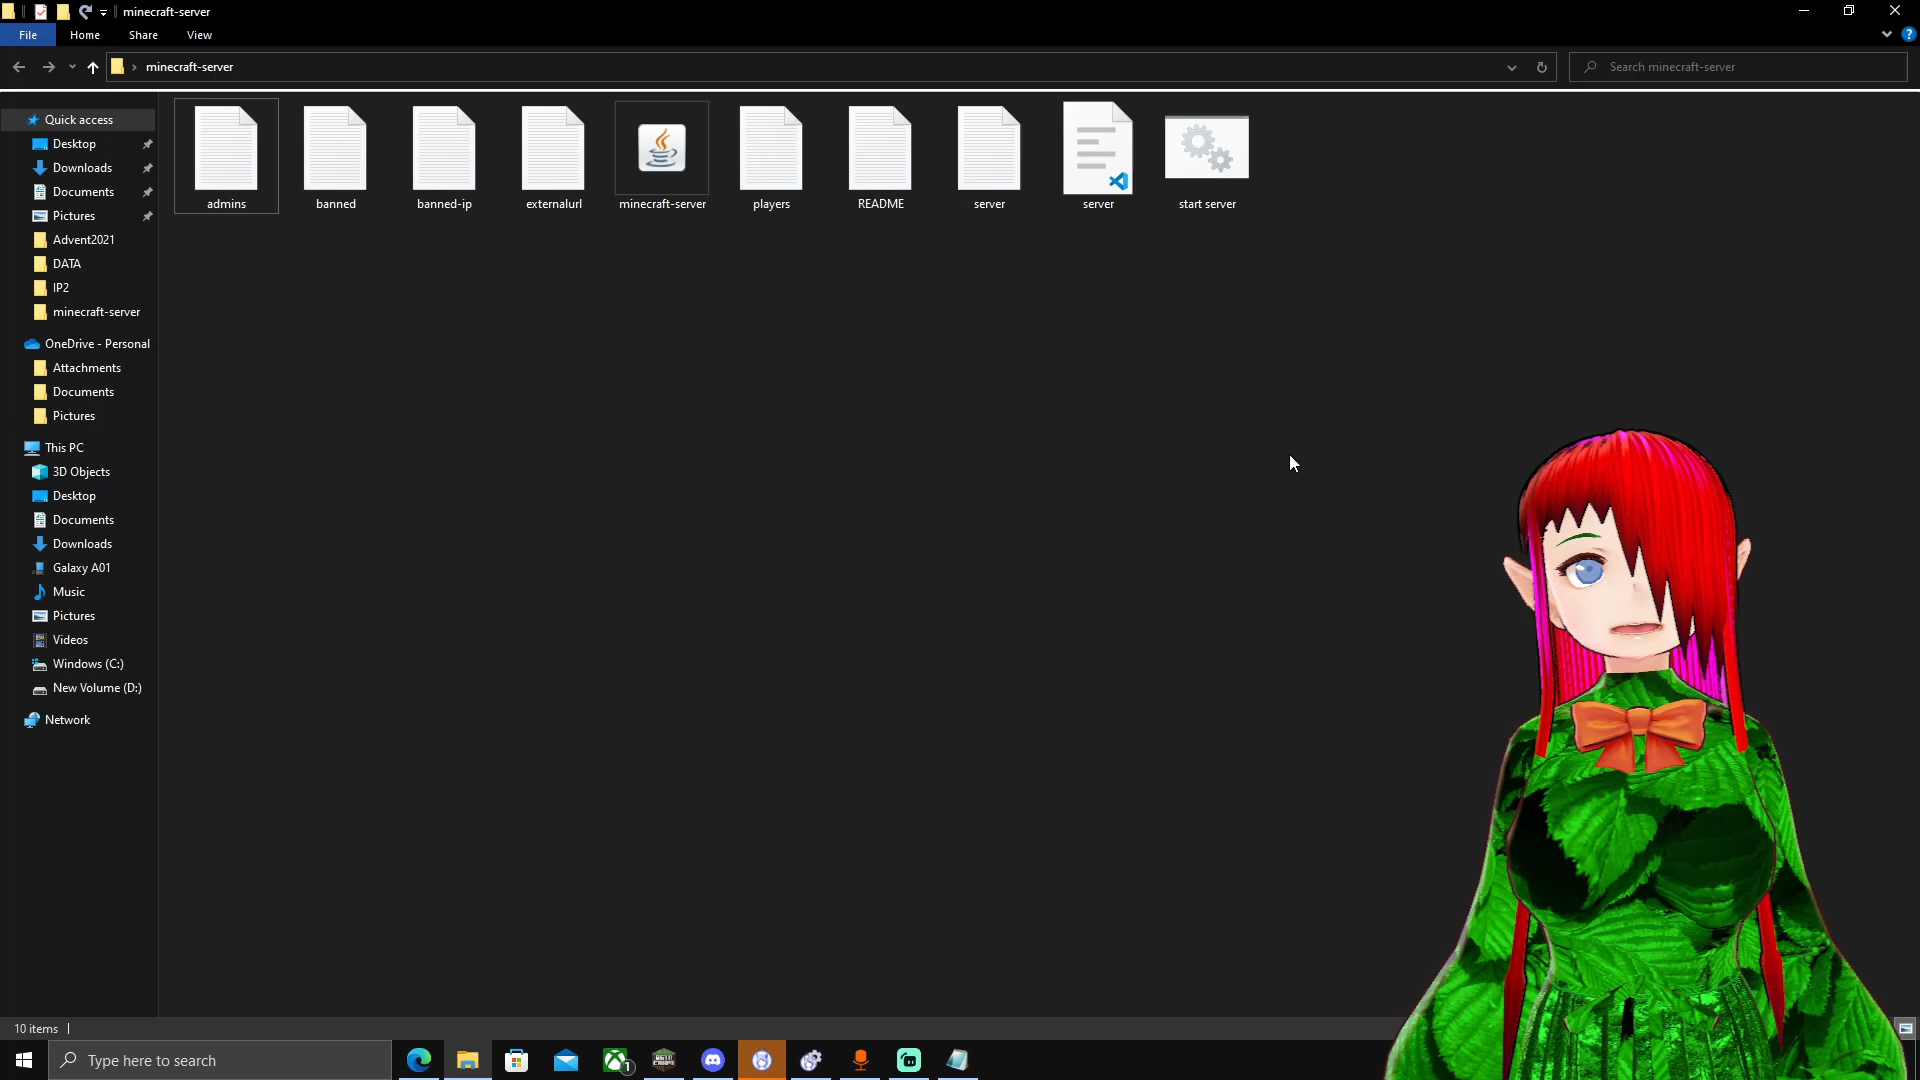 minecraft-server
File
Home
Share
View
minecraft-server
Search minecraft-server
Quick access
Desktop
Downloads
Documents
Pictures
Advent2021
DATA
IP2
minecraft-server
OneDrive - Personal
Attachments
Documents
Pictures
This PC
3D Objects
Desktop
Documents
Downloads
Galaxy A01
Music
Pictures
Videos
Windows (C:)
New Volume (D:)
Network
admins
banned
banned-ip
externalurl
minecraft-server
players
README
server
server
start server
10 items
Type here to search
1